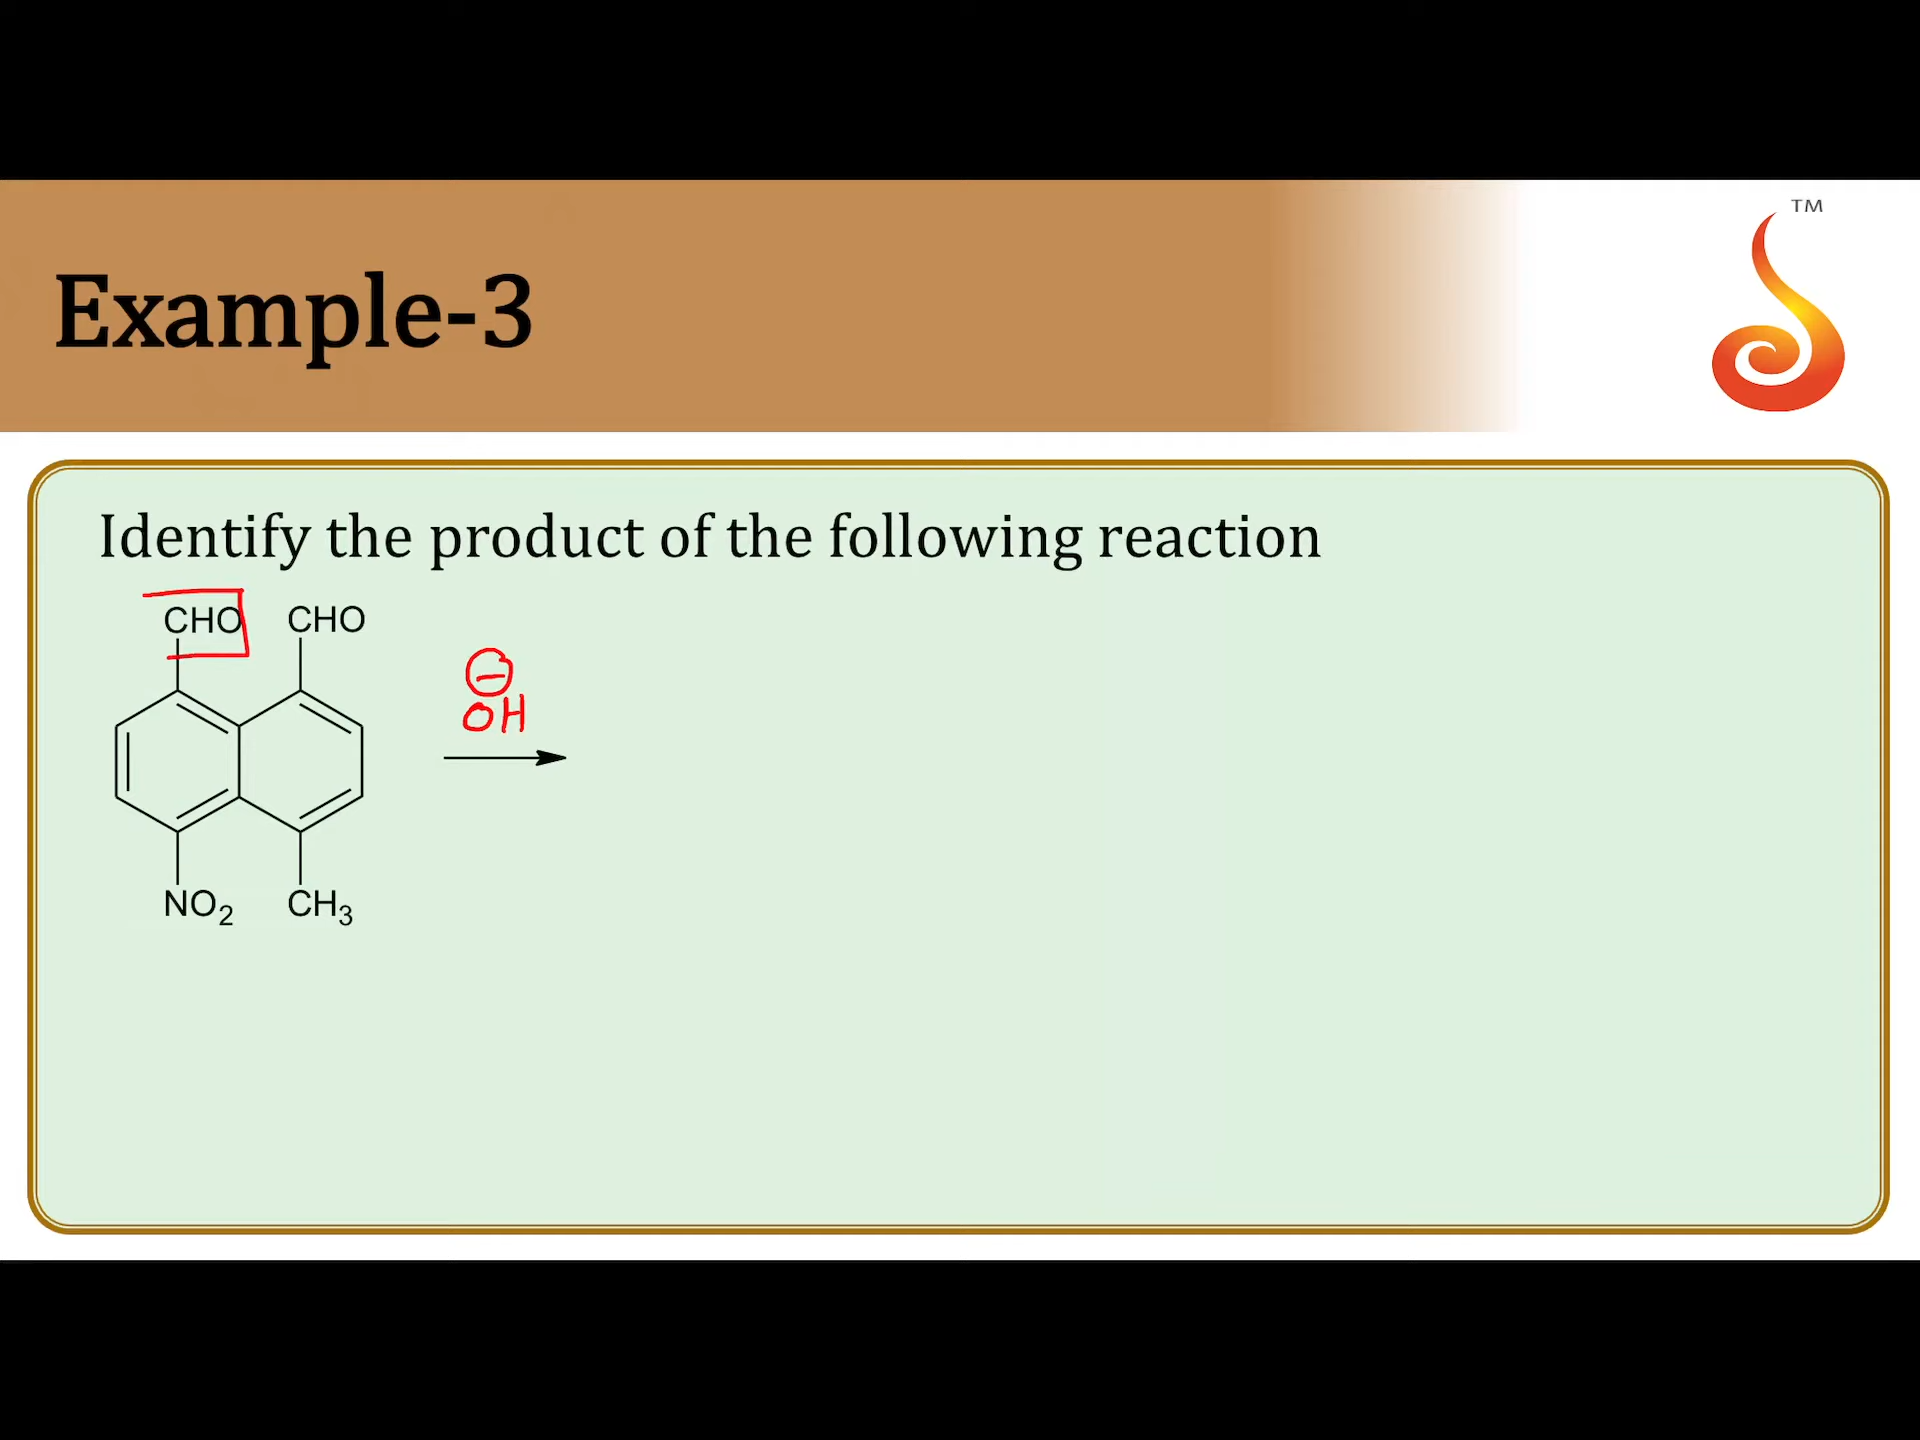 TM
Example-3
Identify the product of the following reaction
CHO CHO
⊖
OH
NO₂ CH₃